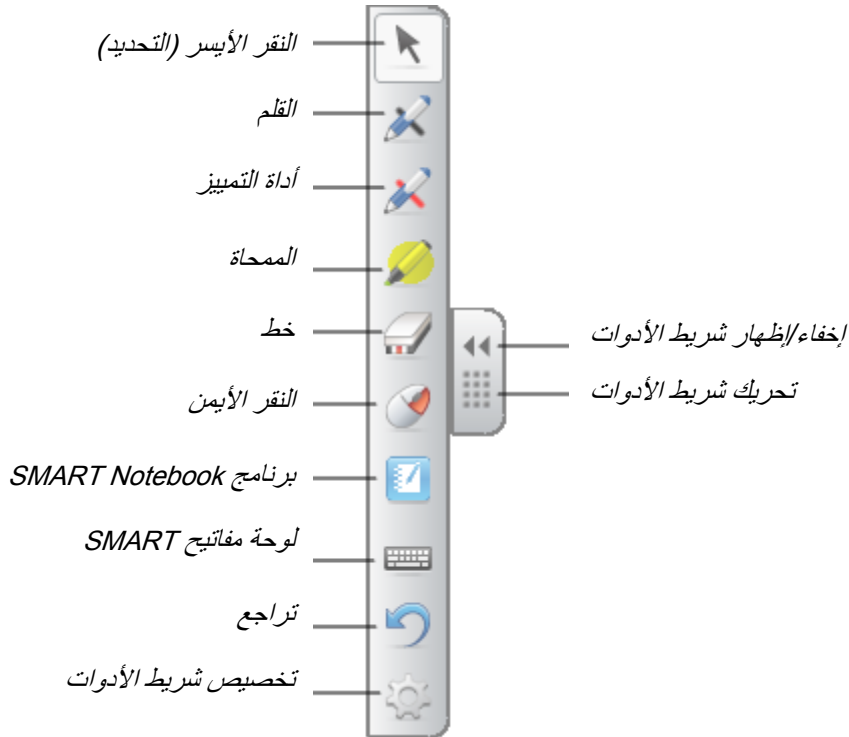 النقر الأيسر (التحديد)
القلم
أداة التمييز
الممحاة
خط
النقر الأيمن
برنامج SMART Notebook
لوحة مفاتيح SMART
تراجع
تخصيص شريط الأدوات
إخفاء/إظهار شريط الأدوات
تحريك شريط الأدوات